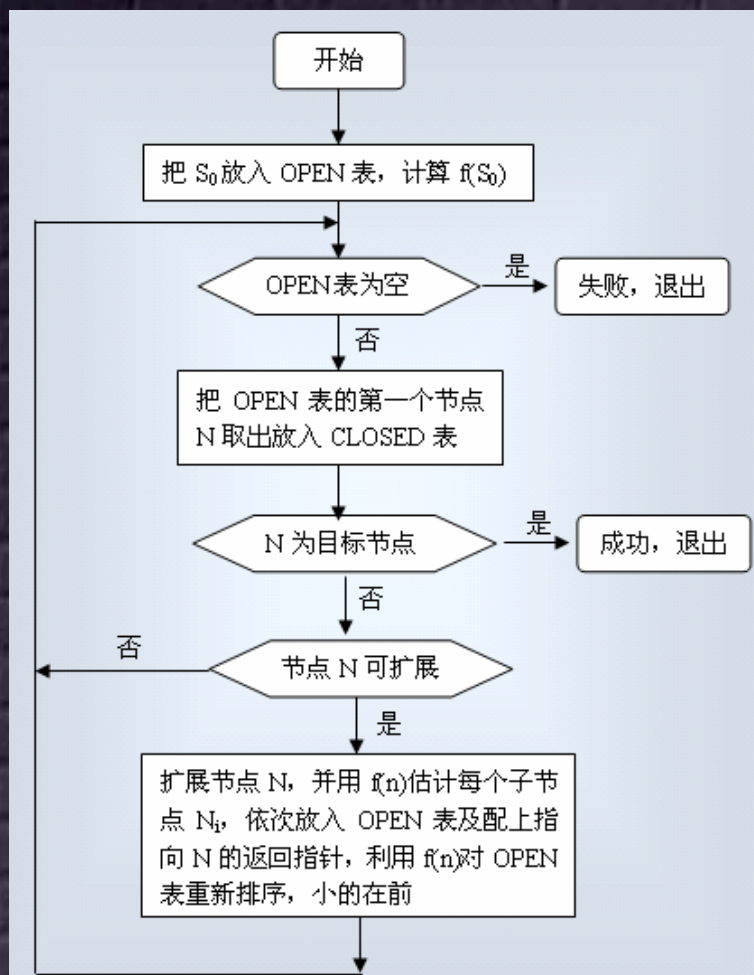 开始
把 S₀放入 OPEN 表，计算 f(S₀)
OPEN表为空
是
失败，退出
否
把 OPEN 表的第一个节点
N 取出放入 CLOSED 表
N 为目标节点
是
成功，退出
否
节点 N 可扩展
否
是
扩展节点 N，并用 f(n)估计每个子节
点 Nᵢ，依次放入 OPEN 表及配上指
向 N 的返回指针，利用 f(n)对 OPEN
表重新排序，小的在前